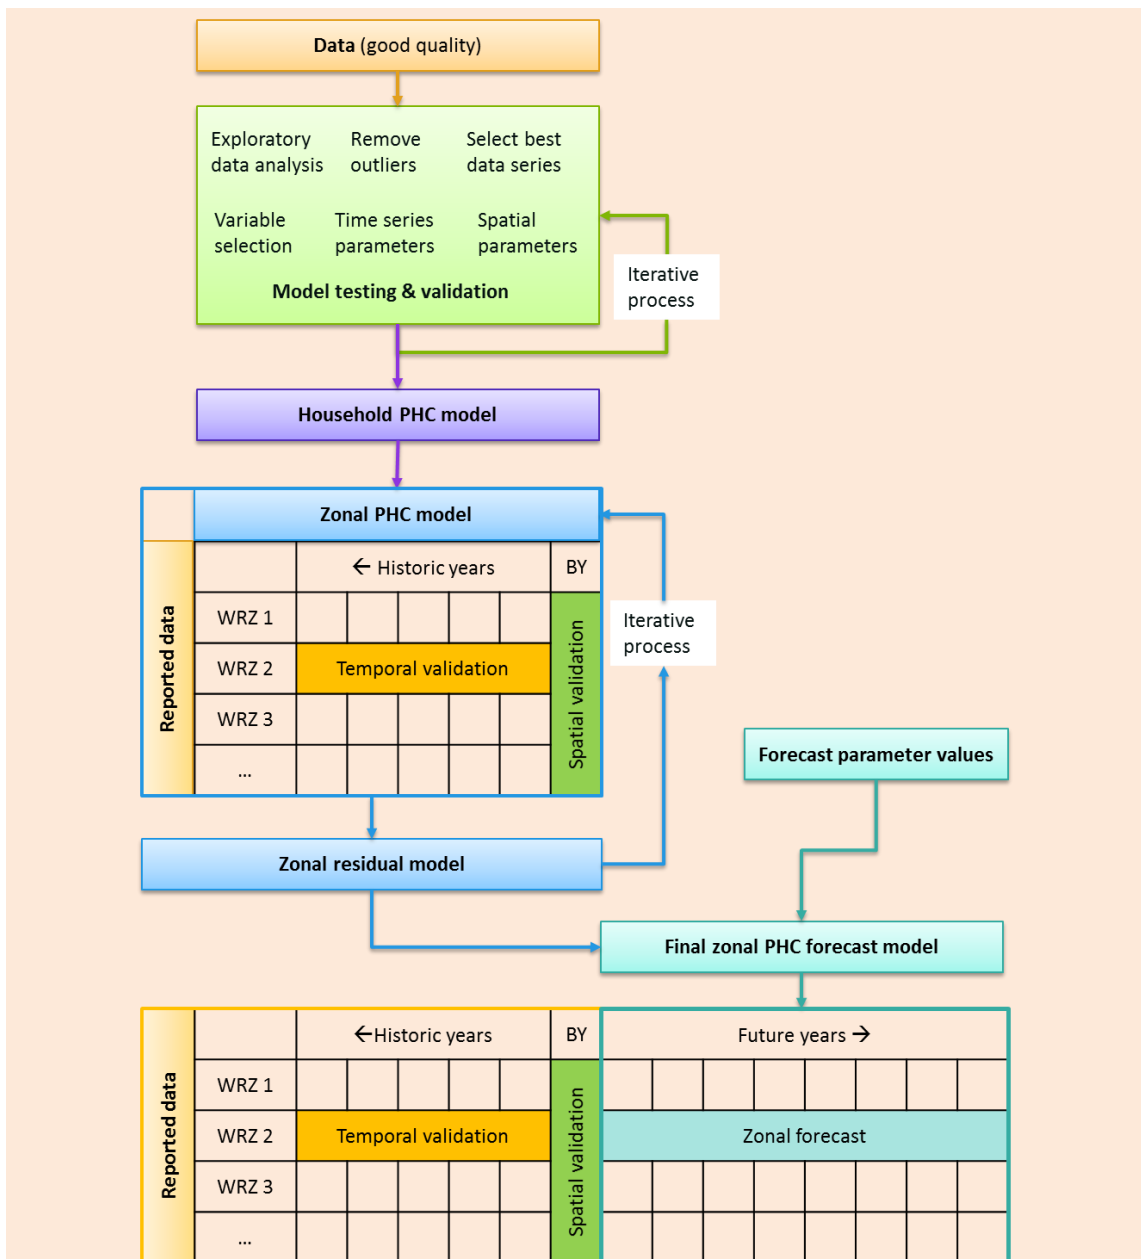 Data (good quality)
Exploratory
data analysis
Remove
outliers
Select best
data series
Variable
selection
Time series
parameters
Spatial
parameters
Model testing & validation
Iterative
process
Household PHC model
Zonal PHC model
← Historic years
BY
Reported data
WRZ 1
WRZ 2
Temporal validation
WRZ 3
...
Spatial validation
Iterative
process
Forecast parameter values
Zonal residual model
Final zonal PHC forecast model
←Historic years
BY
Future years →
Reported data
WRZ 1
WRZ 2
Temporal validation
Spatial validation
Zonal forecast
WRZ 3
...